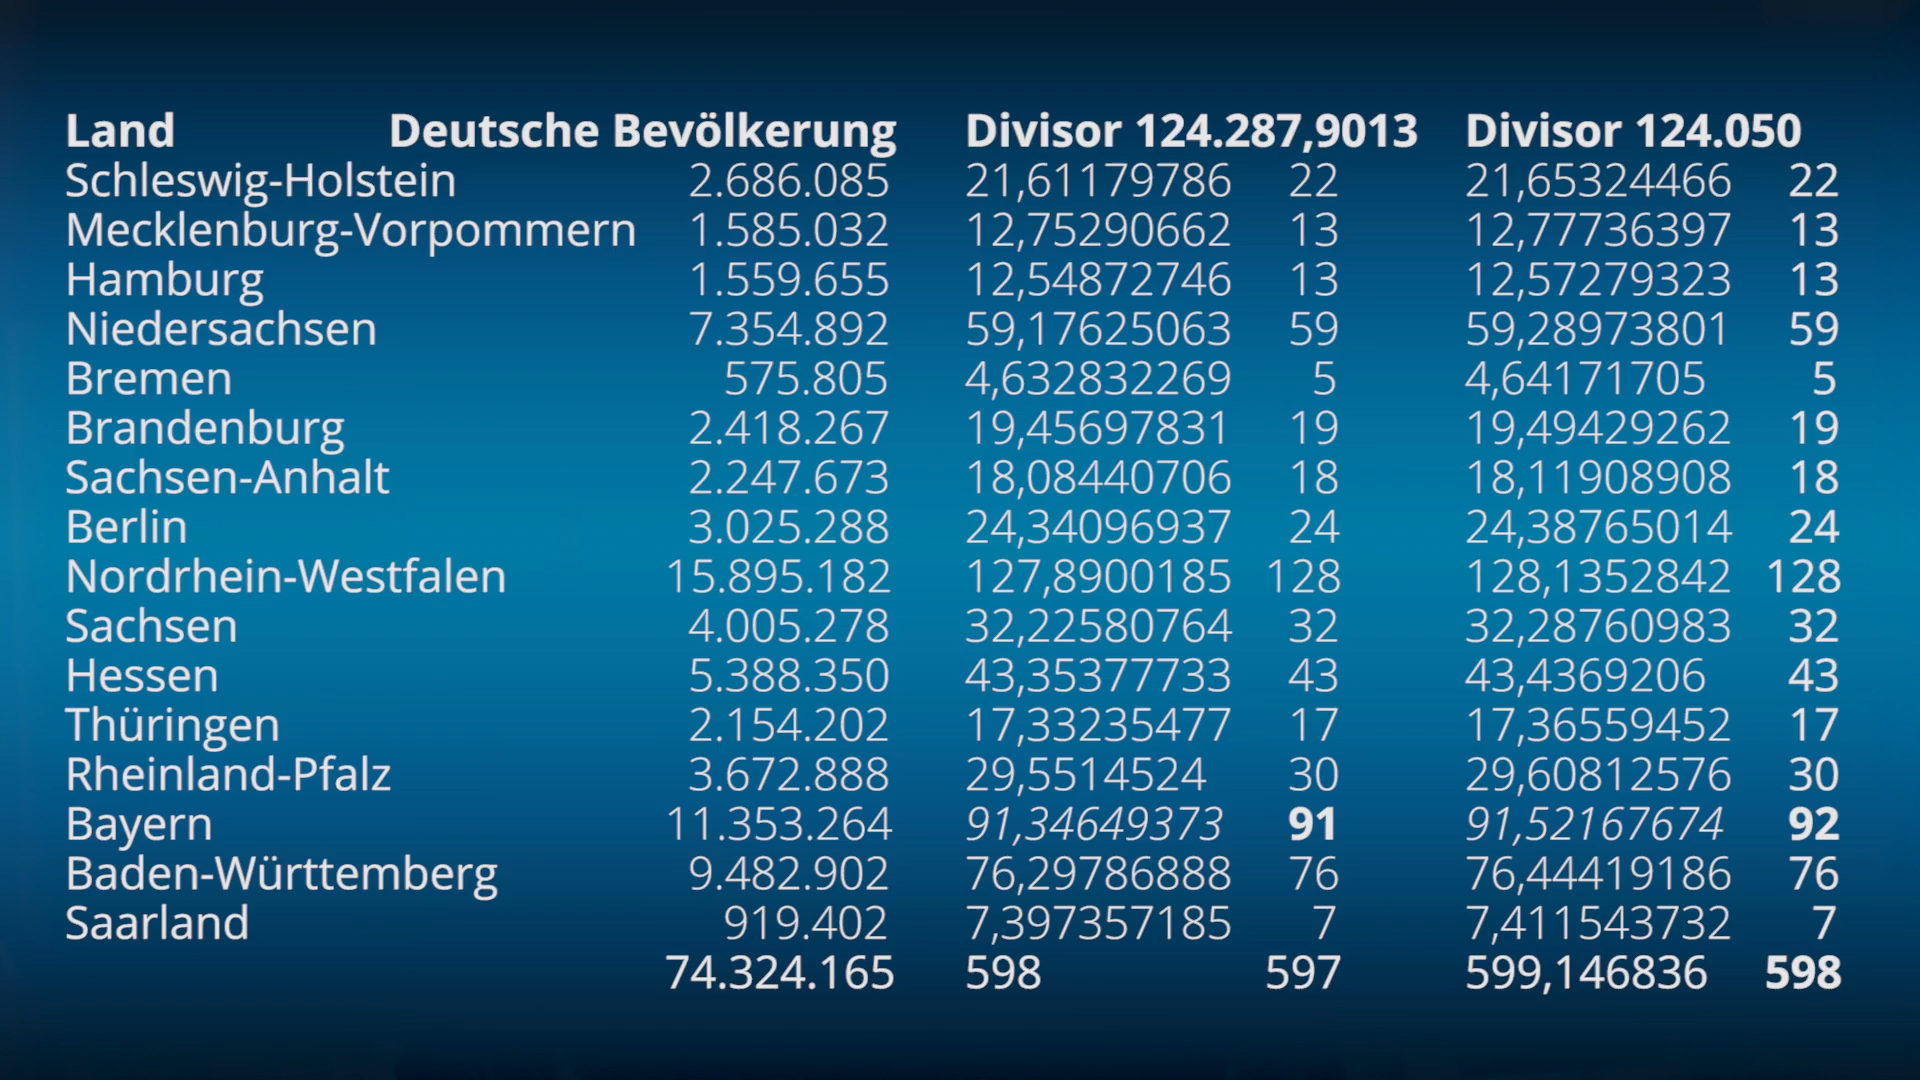 Land Deutsche Bevölkerung Divisor 124.287,9013 Divisor 124.050
Schleswig-Holstein 2.686.085 21,61179786 22 21,65324466 22
Mecklenburg-Vorpommern 1.585.032 12,75290662 13 12,77736397 13
Hamburg 1.559.655 12,54872746 13 12,57279323 13
Niedersachsen 7.354.892 59,17625063 59 59,28973801 59
Bremen 575.805 4,632832269 5 4,64171705 5
Brandenburg 2.418.267 19,45697831 19 19,49429262 19
Sachsen-Anhalt 2.247.673 18,08440706 18 18,11908908 18
Berlin 3.025.288 24,34096937 24 24,38765014 24
Nordrhein-Westfalen 15.895.182 127,8900185 128 128,1352842 128
Sachsen 4.005.278 32,22580764 32 32,28760983 32
Hessen 5.388.350 43,35377733 43 43,4369206 43
Thüringen 2.154.202 17,33235477 17 17,36559452 17
Rheinland-Pfalz 3.672.888 29,5514524 30 29,60812576 30
Bayern 11.353.264 91,34649373 91 91,52167674 92
Baden-Württemberg 9.482.902 76,29786888 76 76,44419186 76
Saarland 919.402 7,397357185 7 7,411543732 7
74.324.165 598 597 599,146836 598